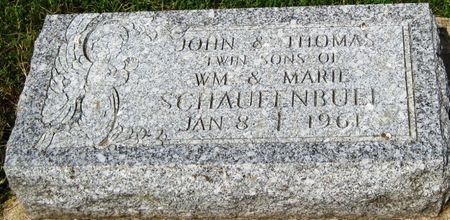 JOHN & THOMAS
TWIN SONS OF
WM & MARIE
SCHAUFENBUEL
JAN 8 1961